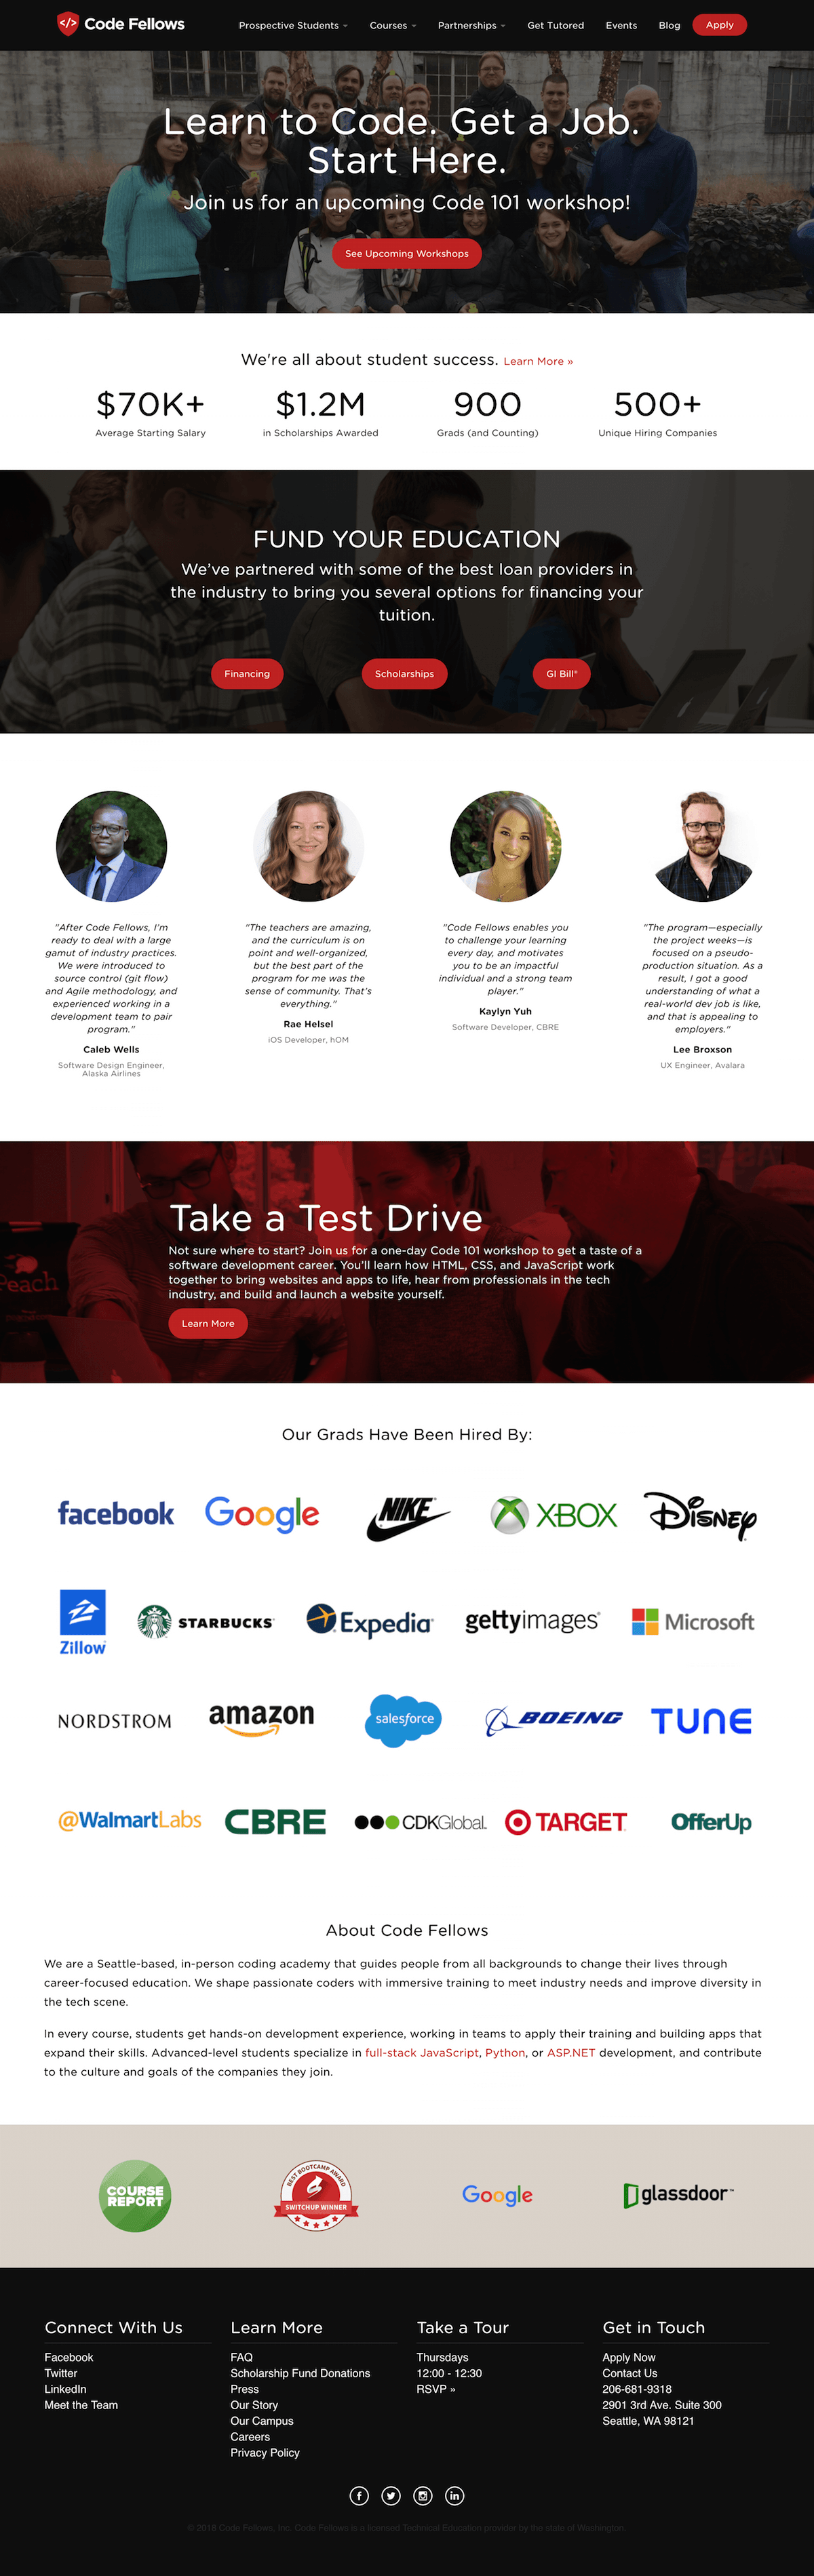 </> Code Fellows
Prospective Students
Courses
Partnerships
Get Tutored
Events
Blog
Apply
Learn to Code. Get a Job.
Start Here.
Join us for an upcoming Code 101 workshop!
See Upcoming Workshops
We're all about student success. Learn More »
$70K+
Average Starting Salary
$1.2M
in Scholarships Awarded
900
Grads (and Counting)
500+
Unique Hiring Companies
FUND YOUR EDUCATION
We've partnered with some of the best loan providers in
the industry to bring you several options for financing your
tuition.
Financing
Scholarships
GI Bill®
"After Code Fellows, I'm
ready to deal with a large
gamut of industry practices.
We were introduced to
source control (git flow)
and Agile methodology, and
experienced working in a
development team to pair
program."
Caleb Wells
Software Design Engineer,
Alaska Airlines
"The teachers are amazing,
and the curriculum is on
point and well-organized,
but the best part of the
program for me was the
sense of community. That's
everything."
Rae Helsel
iOS Developer, hOM
"Code Fellows enables you
to challenge your learning
every day, and motivates
you to be an impactful
individual and a strong team
player."
Kaylyn Yuh
Software Developer, CBRE
"The program—especially
the project weeks—is
focused on a pseudo-
production situation. As a
result, I got a good
understanding of what a
real-world dev job is like,
and that is appealing to
employers."
Lee Broxson
UX Engineer, Avalara
Take a Test Drive
Not sure where to start? Join us for a one-day Code 101 workshop to get a taste of a
software development career. You'll learn how HTML, CSS, and JavaScript work
together to bring websites and apps to life, hear from professionals in the tech
industry, and build and launch a website yourself.
Peach
Learn More
Our Grads Have Been Hired By:
facebook
Google
NIKE
XBOX
Disney
Zillow
STARBUCKS
Expedia
gettyimages
Microsoft
NORDSTROM
amazon
salesforce
BOEING
TUNE
@WalmartLabs
CBRE
CDKGlobal.
TARGET
OfferUp
About Code Fellows
We are a Seattle-based, in-person coding academy that guides people from all backgrounds to change their lives through
career-focused education. We shape passionate coders with immersive training to meet industry needs and improve diversity in
the tech scene.
In every course, students get hands-on development experience, working in teams to apply their training and building apps that
expand their skills. Advanced-level students specialize in full-stack JavaScript, Python, or ASP.NET development, and contribute
to the culture and goals of the companies they join.
COURSE
REPORT
BEST BOOTCAMP AWARD
SWITCHUP WINNER
Google
glassdoor™
Connect With Us
Facebook
Twitter
LinkedIn
Meet the Team
Learn More
FAQ
Scholarship Fund Donations
Press
Our Story
Our Campus
Careers
Privacy Policy
Take a Tour
Thursdays
12:00 - 12:30
RSVP »
Get in Touch
Apply Now
Contact Us
206-681-9318
2901 3rd Ave. Suite 300
Seattle, WA 98121
© 2018 Code Fellows, Inc. Code Fellows is a licensed Technical Education provider by the state of Washington.